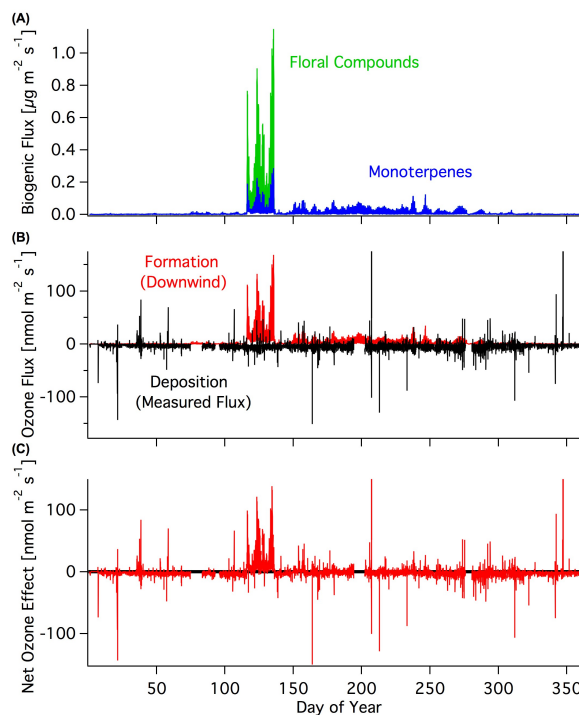 (A)
Biogenic Flux [µg m-2 s-1]
1.0
0.8
0.6
0.4
0.2
0.0
Floral Compounds
Monoterpenes
(B)
Ozone Flux [nmol m-2 s-1]
100
0
-100
Formation
(Downwind)
Deposition
(Measured Flux)
(C)
Net Ozone Effect [nmol m-2 s-1]
100
0
-100
50
100
150
200
250
300
350
Day of Year